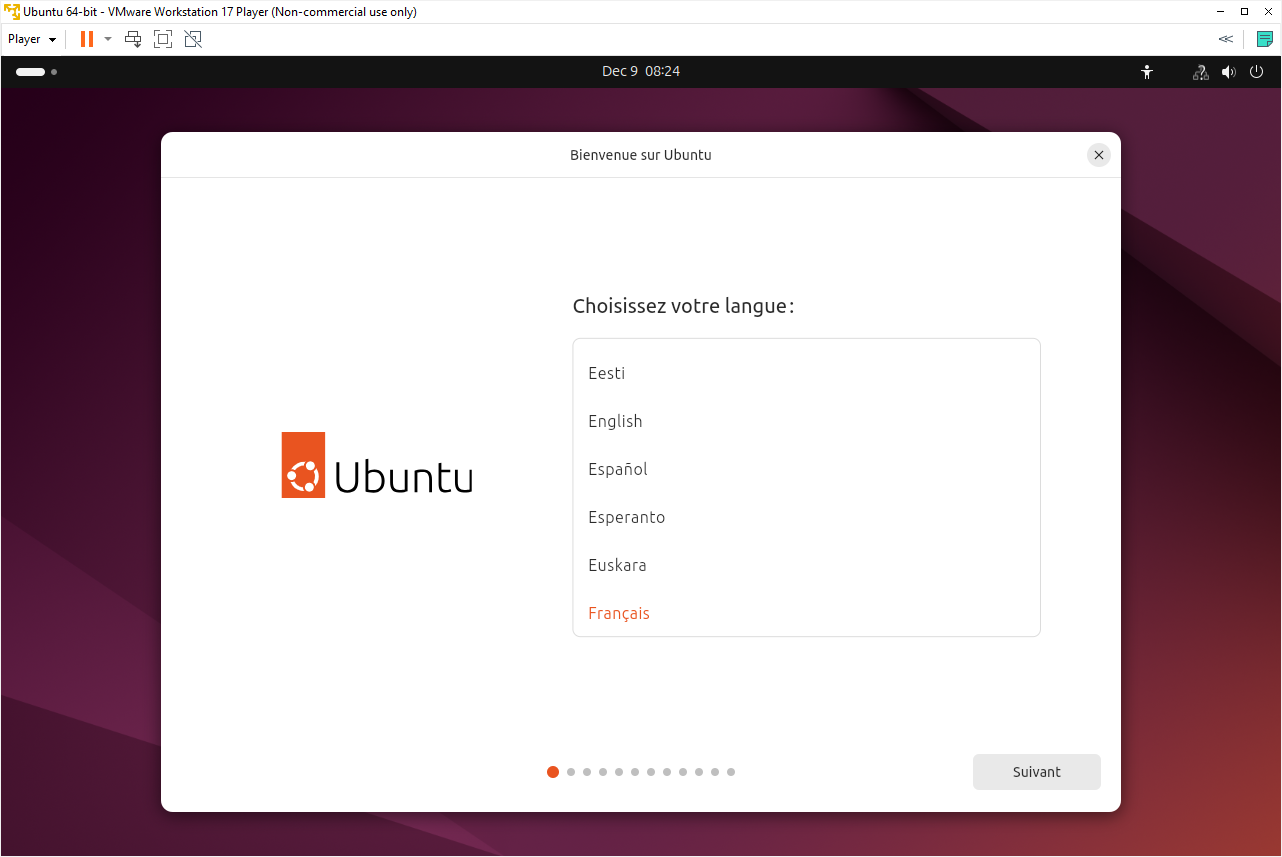 Ubuntu 64-bit - VMware Workstation 17 Player (Non-commercial use only)
Player
Dec 9 08:24
Bienvenue sur Ubuntu
Choisissez votre langue :
Eesti
English
Español
Esperanto
Euskara
Français
Ubuntu
Suivant